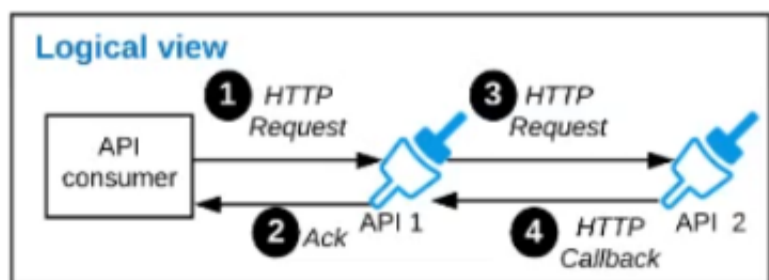 Logical view
1 HTTP
Request
3 HTTP
Request
API
consumer
2 Ack
API 1
4 HTTP
Callback
API 2